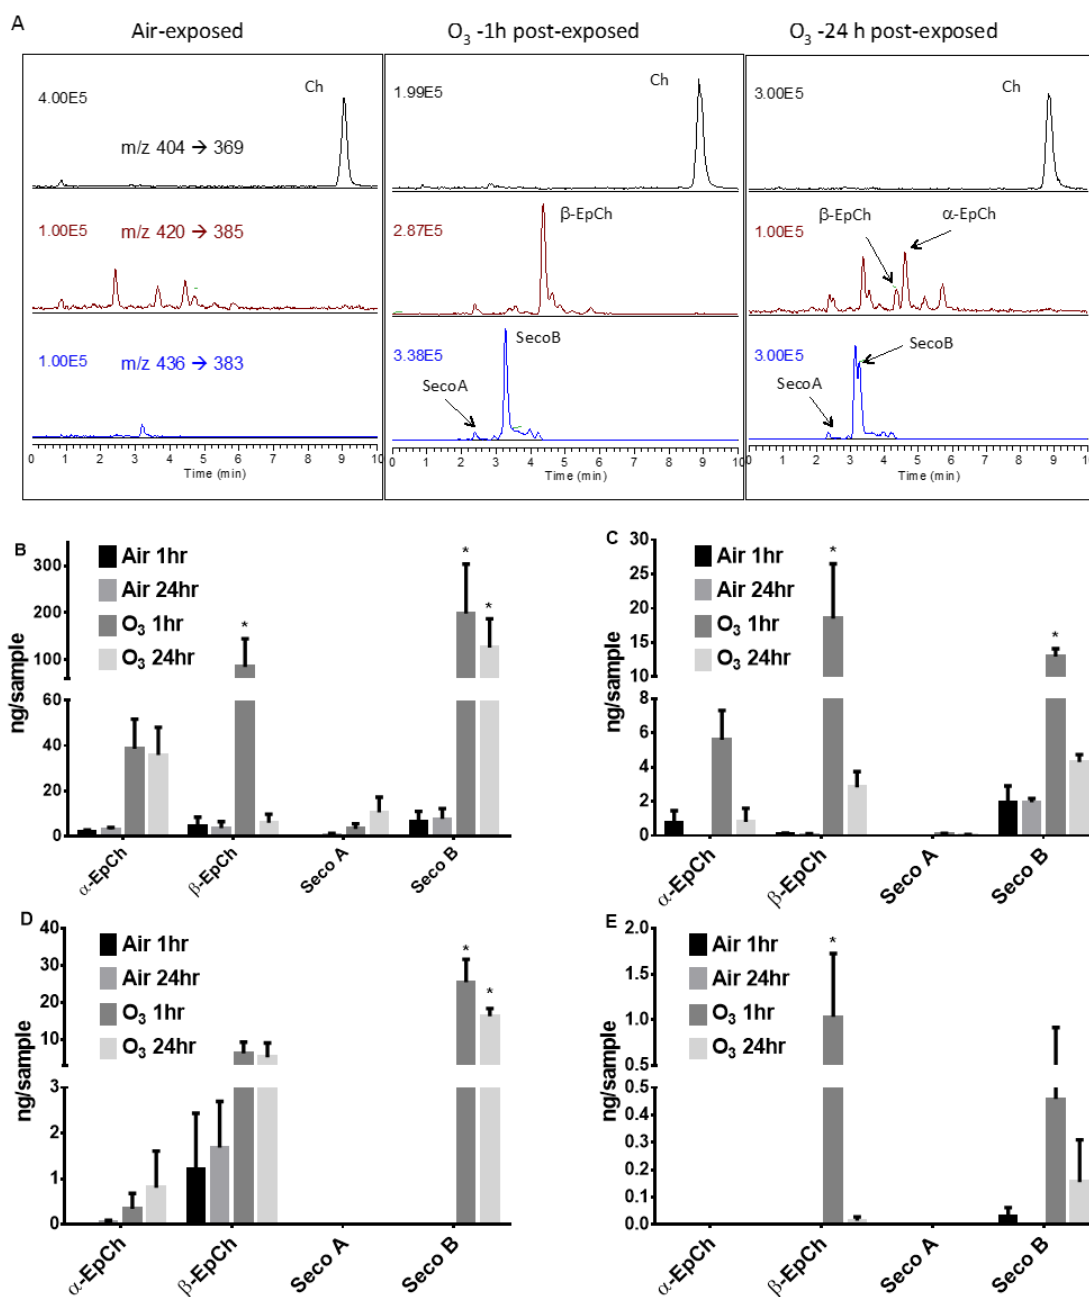 A
Air-exposed
O3 -1h post-exposed
O3 -24 h post-exposed
4.00E5
Ch
m/z 404 → 369
1.00E5
m/z 420 → 385
1.00E5
m/z 436 → 383
0 1 2 3 4 5 6 7 8 9 10
Time (min)
1.99E5
Ch
β-EpCh
2.87E5
SecoB
3.38E5
SecoA
0 1 2 3 4 5 6 7 8 9 10
Time (min)
3.00E5
Ch
β-EpCh
α-EpCh
1.00E5
SecoB
3.00E5
SecoA
0 1 2 3 4 5 6 7 8 9 10
Time (min)
B
Air 1hr
Air 24hr
O3 1hr
O3 24hr
ng/sample
300
200
100
60
40
20
0
*
*
*
α-EpCh
β-EpCh
Seco A
Seco B
C
Air 1hr
Air 24hr
O3 1hr
O3 24hr
ng/sample
30
25
20
15
10
8
6
4
2
0
*
*
α-EpCh
β-EpCh
Seco A
Seco B
D
Air 1hr
Air 24hr
O3 1hr
O3 24hr
ng/sample
40
30
20
10
3
2
1
0
*
*
α-EpCh
β-EpCh
Seco A
Seco B
E
Air 1hr
Air 24hr
O3 1hr
O3 24hr
ng/sample
2.0
1.5
1.0
0.5
0.5
0.4
0.3
0.2
0.1
0.0
*
α-EpCh
β-EpCh
Seco A
Seco B